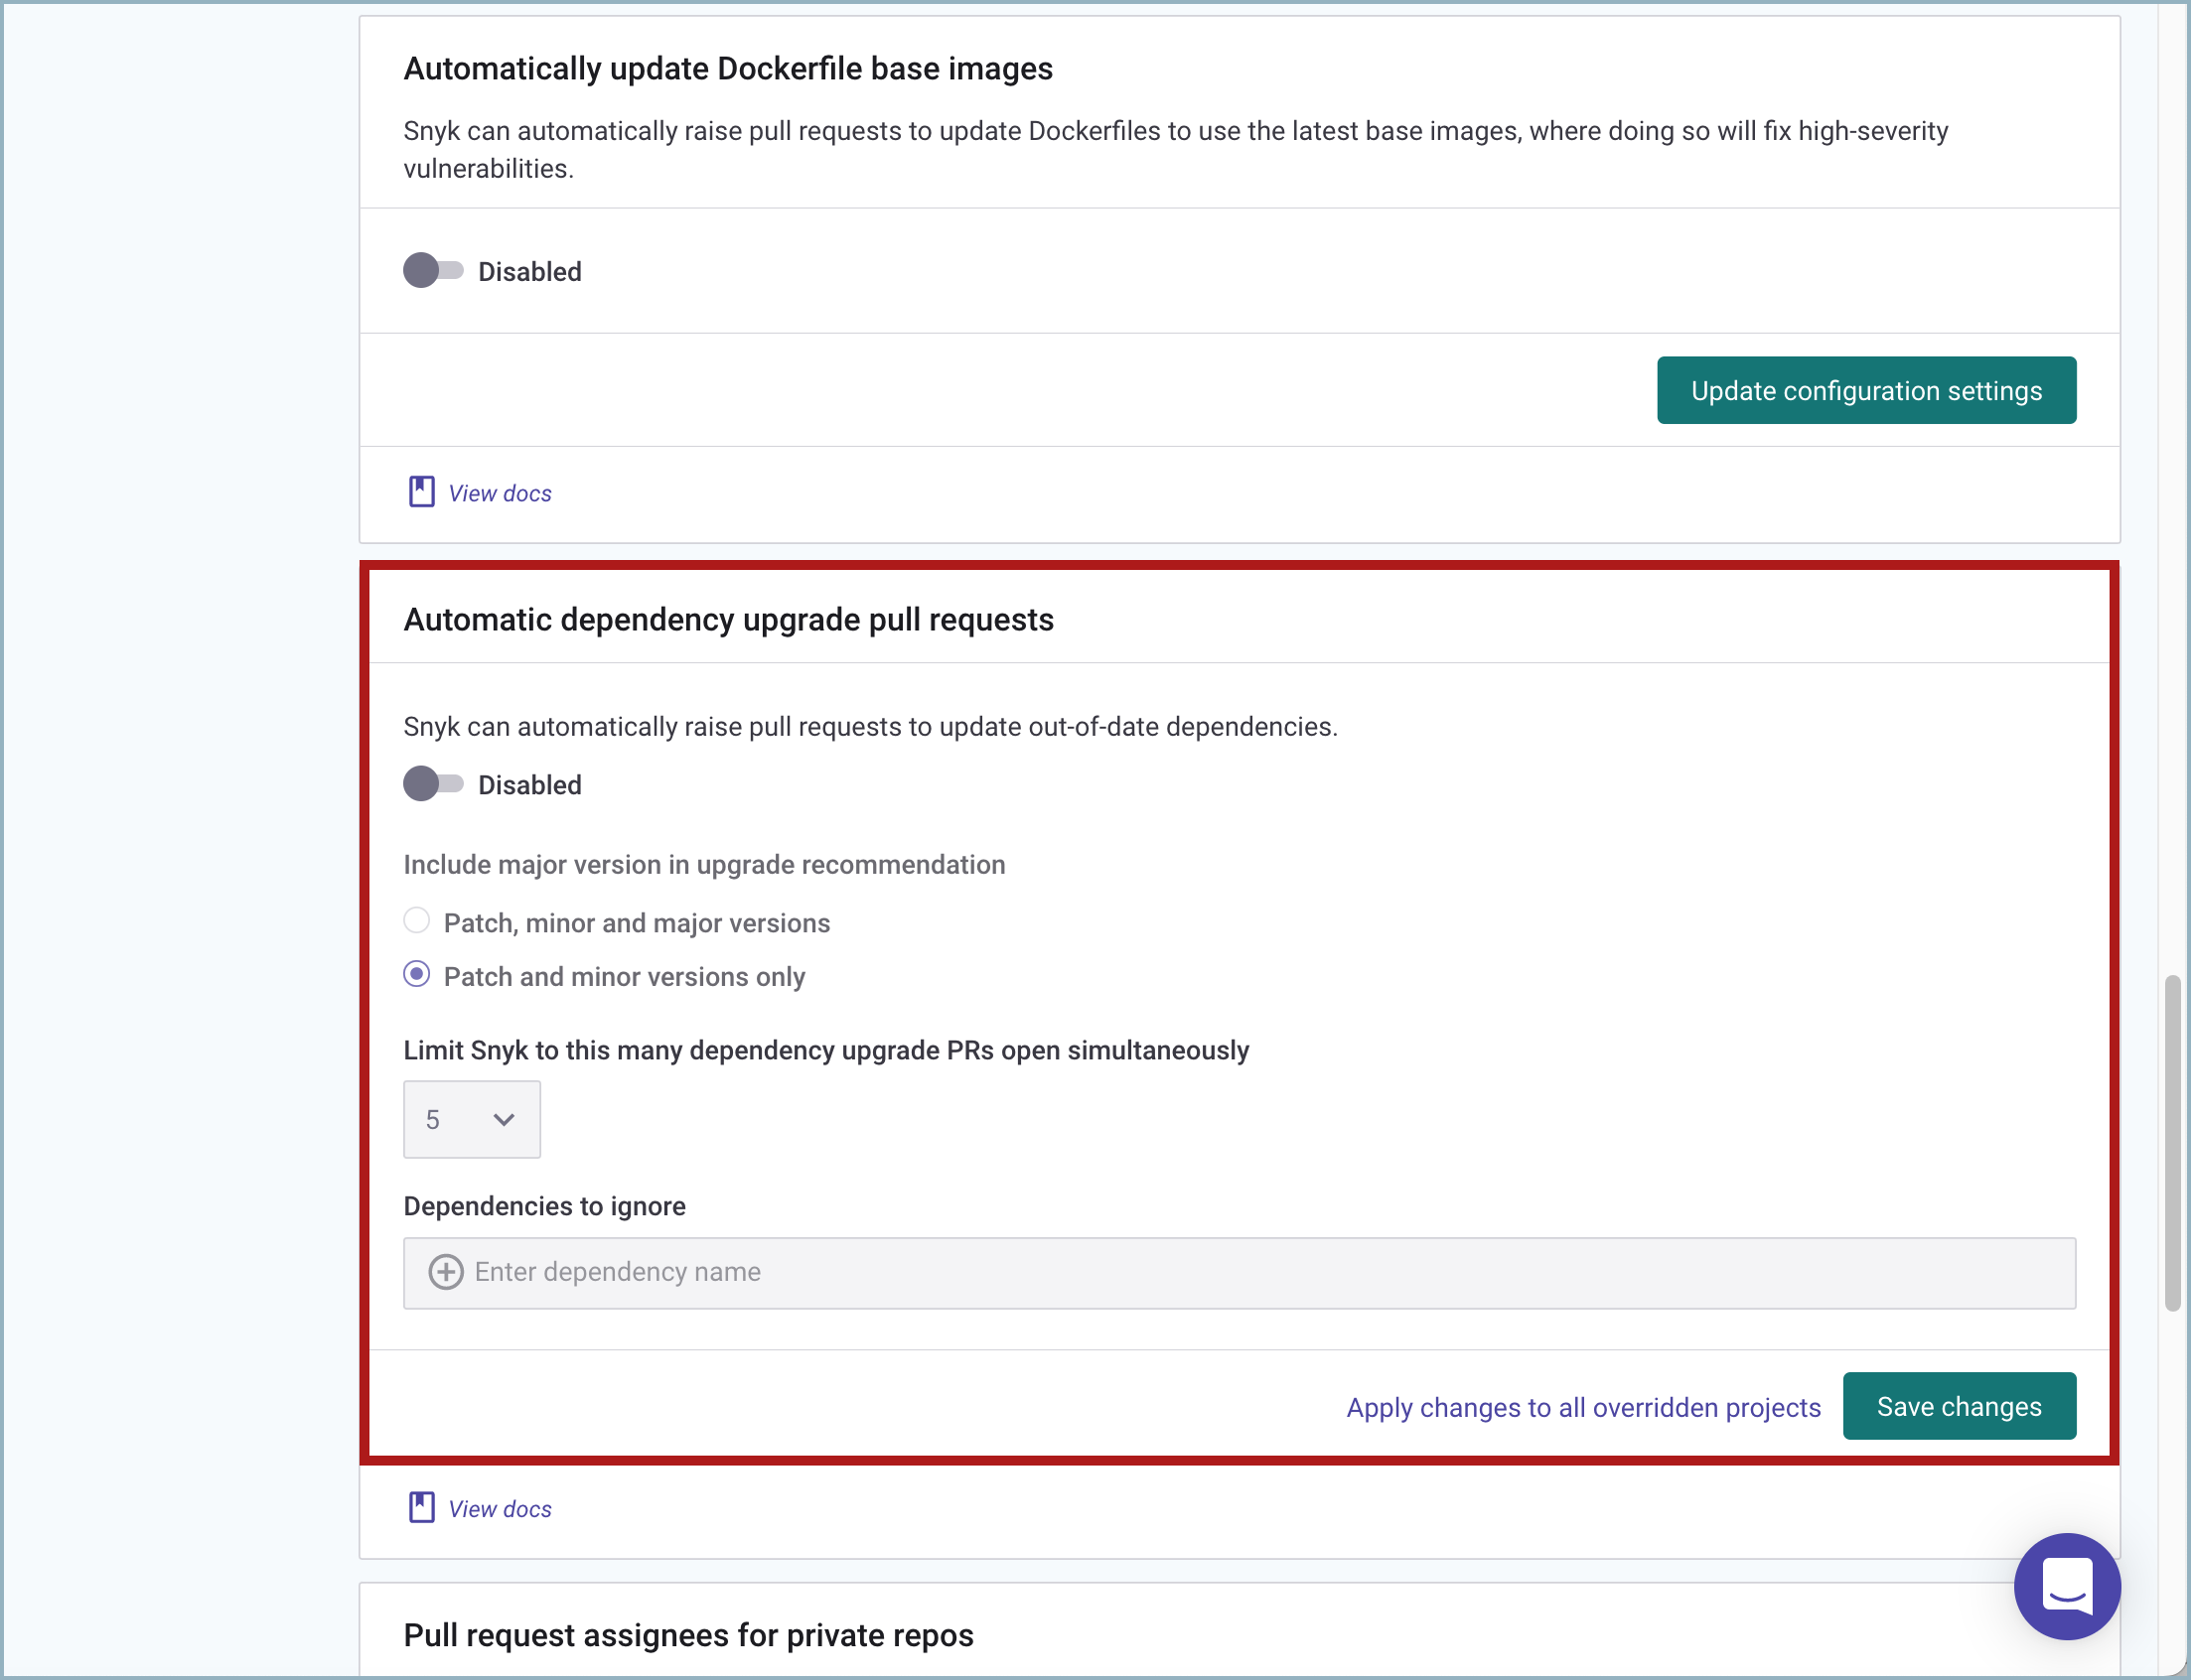 Automatically update Dockerfile base images
Snyk can automatically raise pull requests to update Dockerfiles to use the latest base images, where doing so will fix high-severity
vulnerabilities.
Disabled
Update configuration settings
View docs
Automatic dependency upgrade pull requests
Snyk can automatically raise pull requests to update out-of-date dependencies.
Disabled
Include major version in upgrade recommendation
Patch, minor and major versions
Patch and minor versions only
Limit Snyk to this many dependency upgrade PRs open simultaneously
5
Dependencies to ignore
Enter dependency name
Apply changes to all overridden projects
Save changes
View docs
Pull request assignees for private repos